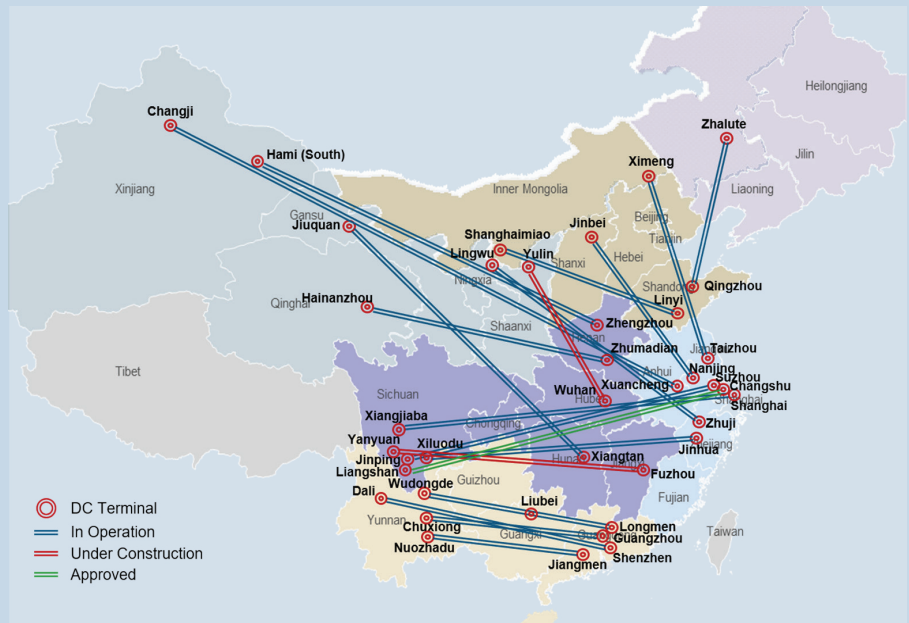 Heilongjiang
Changji
Zhalute
Hami (South)
Jilin
Ximeng
Xinjiang
Inner Mongolia
Liaoning
Gansu
Beijing
Jiuquan
Jinbei
Shanghaimiao
Tianjin
Lingwu
Yulin
Hebei
Shanxi
Ningxia
Qinghai
Hainanzhou
Shandong
Qingzhou
Linyi
Shaanxi
Zhengzhou
Henan
Zhumadian
Jiangsu
Taizhou
Tibet
Anhui
Nanjing
Suzhou
Sichuan
Wuhan
Xuancheng
Changshu
Hubei
Shanghai
Shanghai
Xiangjiaba
Chongqing
Zhuji
Yanyuan
Xiluodu
Jinhua
Zhejiang
Jinping
Hunan
Xiangtan
Jiangxi
Liangshan
Fuzhou
Wudongde
Guizhou
Dali
Liubei
Fujian
DC Terminal
Yunnan
Chuxiong
Guangxi
Longmen
Guangdong
Guangzhou
Taiwan
In Operation
Nuozhadu
Shenzhen
Under Construction
Jiangmen
Approved